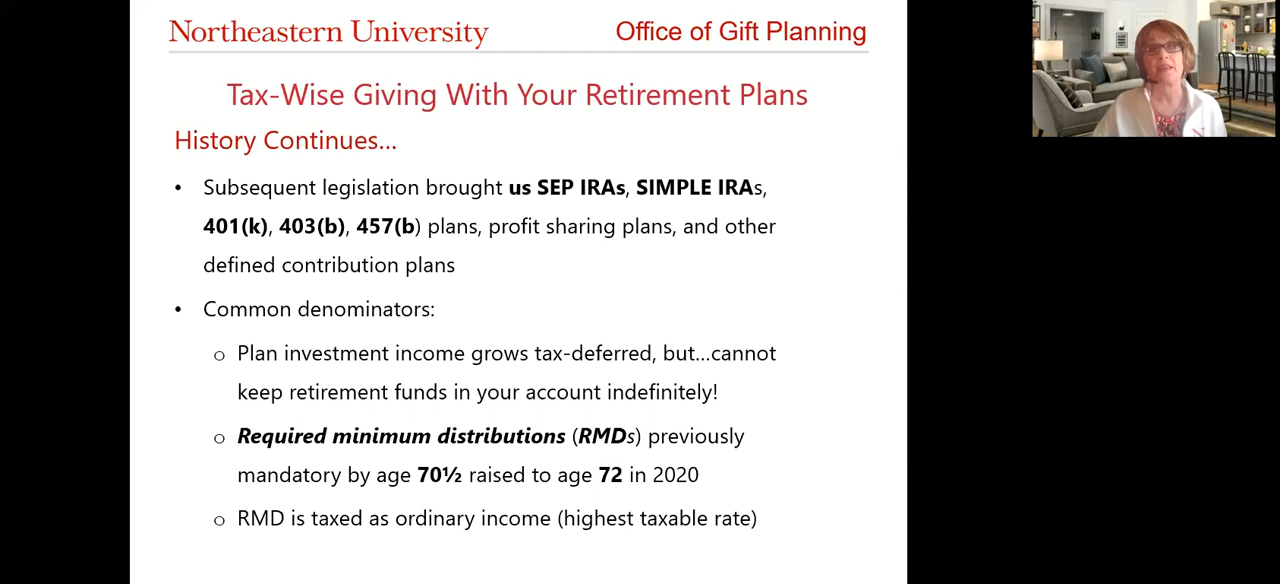 Northeastern University
Office of Gift Planning
Tax-Wise Giving With Your Retirement Plans
History Continues...
• Subsequent legislation brought us SEP IRAs, SIMPLE IRAs,
401(k), 403(b), 457(b) plans, profit sharing plans, and other
defined contribution plans
• Common denominators:
o Plan investment income grows tax-deferred, but...cannot
keep retirement funds in your account indefinitely!
o Required minimum distributions (RMDs) previously
mandatory by age 70½ raised to age 72 in 2020
o RMD is taxed as ordinary income (highest taxable rate)